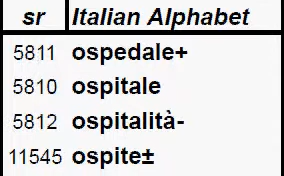 sr Italian Alphabet
5811 ospedale+
5810 ospitale
5812 ospitalità-
11545 ospite±